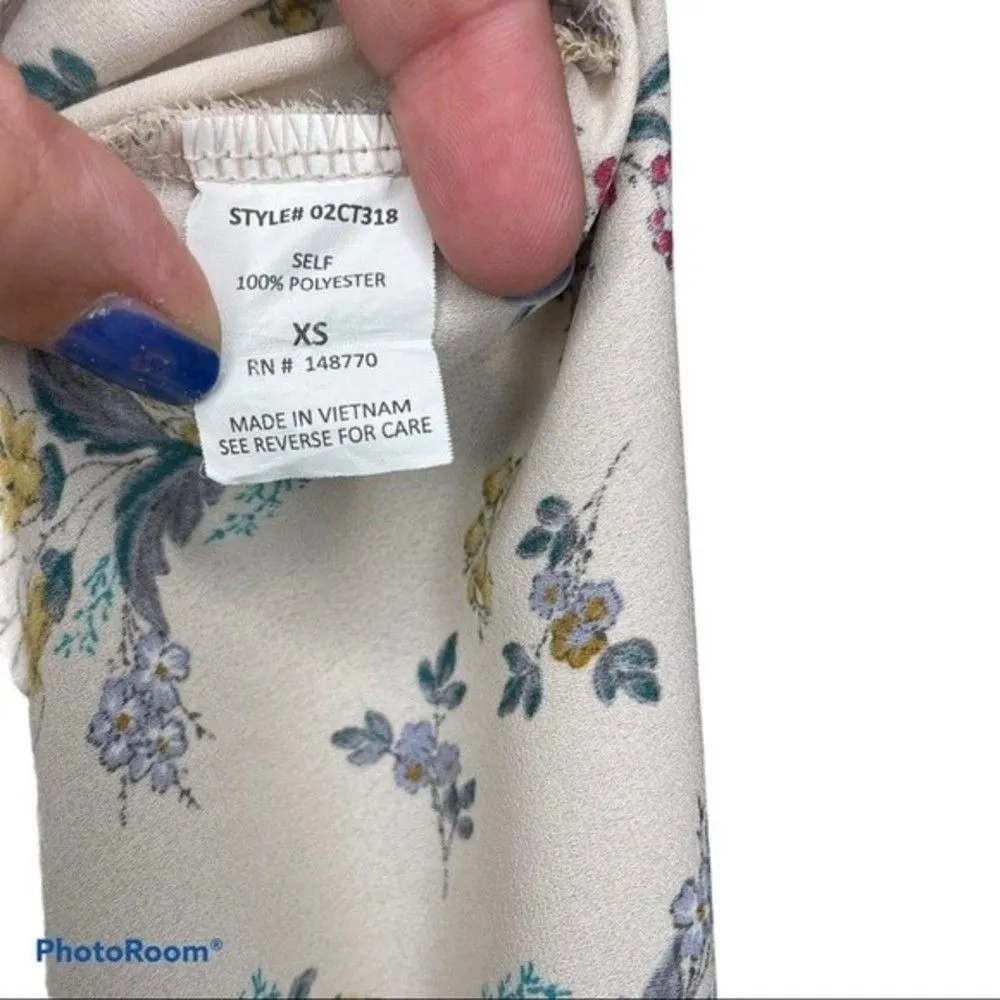 STYLE# 02CT318
SELF
100% POLYESTER
XS
RN # 148770
MADE IN VIETNAM
SEE REVERSE FOR CARE
PhotoRoom®